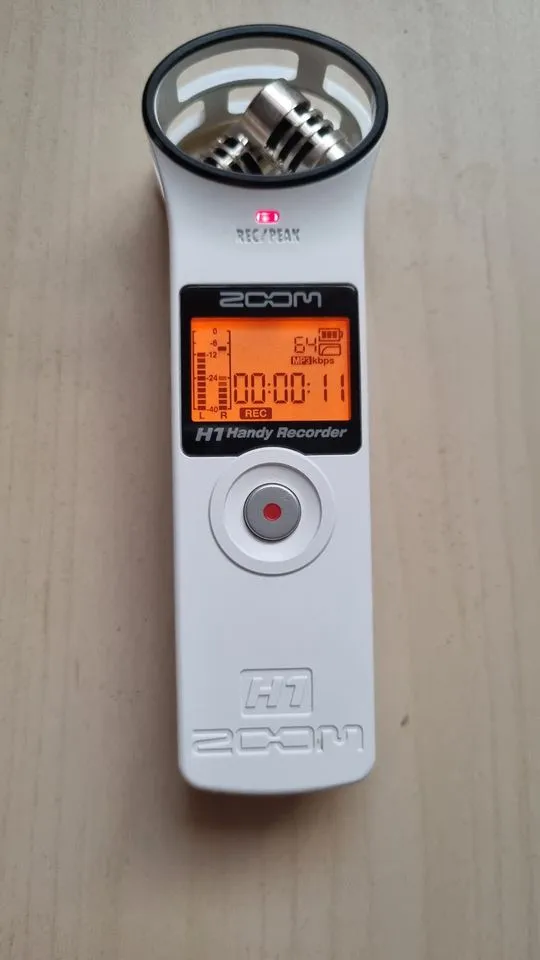 REC/PEAK
ZOOM
0
-6
-12
-24
-40
L R
64
MP3 kbps
00:00:11
REC
H1 Handy Recorder
H1
ZOOM